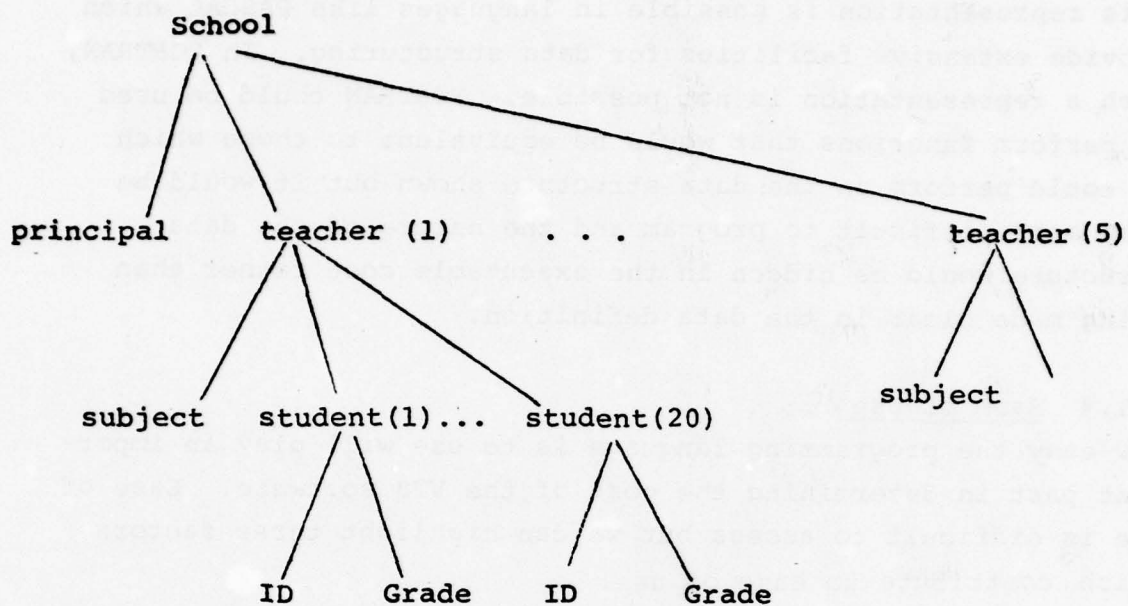 School
principal teacher (1) . . . teacher (5)
subject student(1)... student(20) subject
ID Grade ID Grade